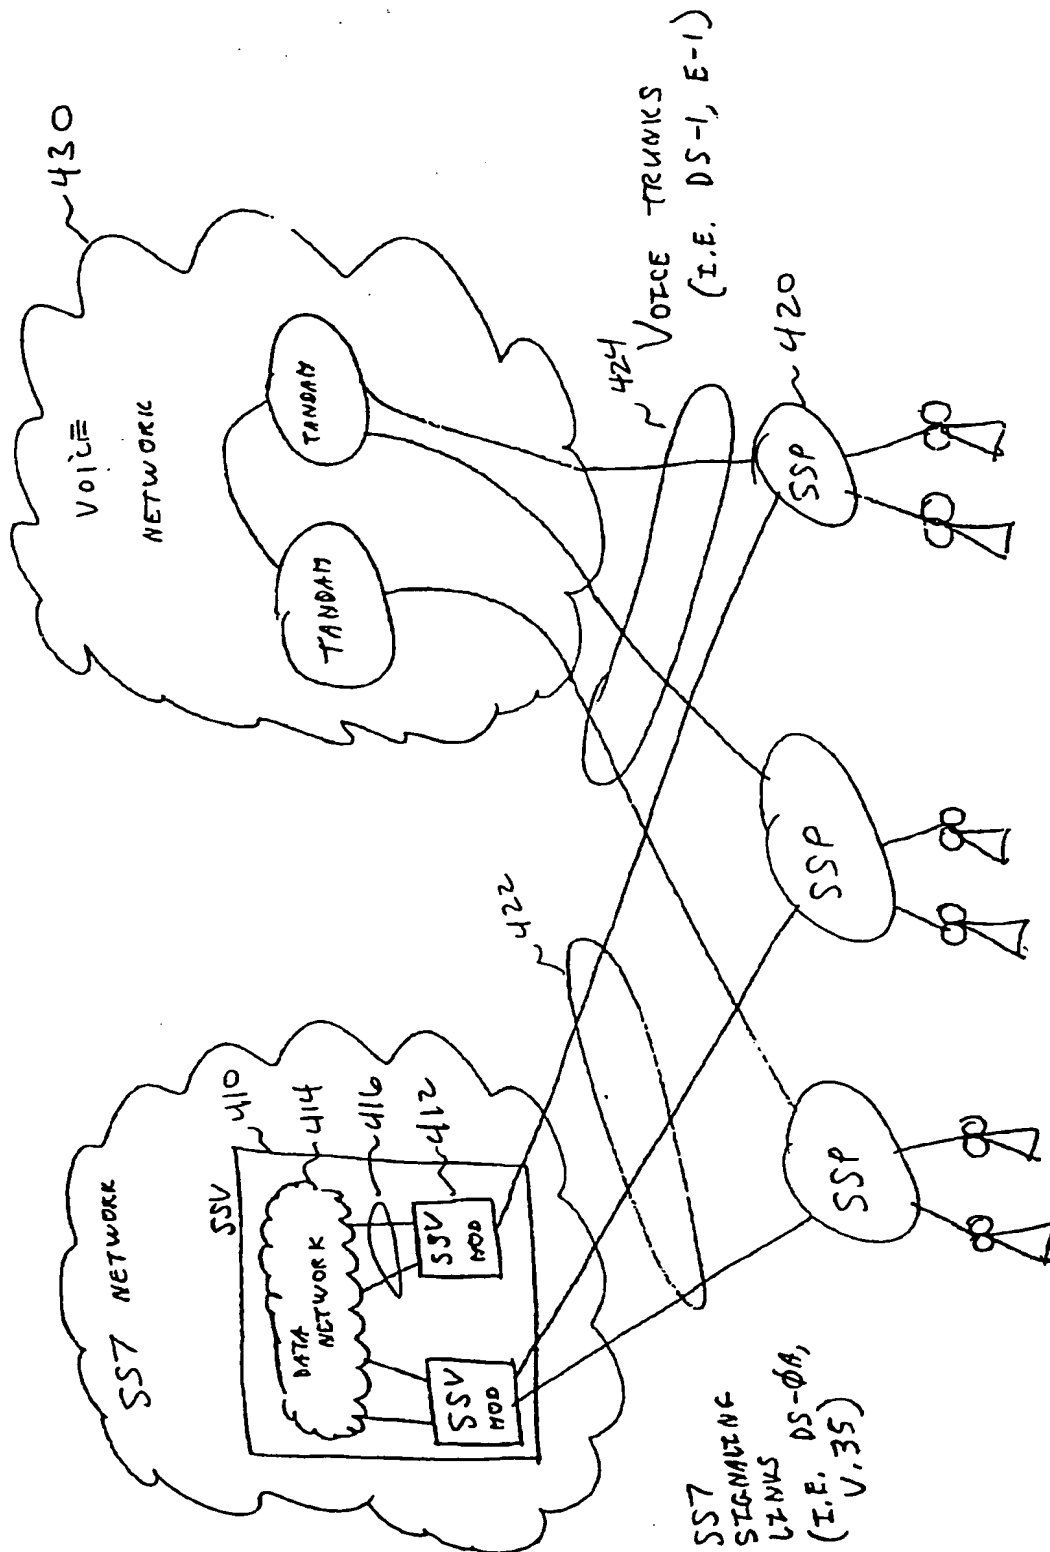 SS7 NETWORK
SSV
410
DATA
NETWORK
414
416
412
SSV
MOD
SSV
MOD
VOICE
NETWORK
430
TANDAM
TANDAM
422
424
VOICE TRUNKS
(I.E. DS-1, E-1)
SS7
SIGNALING
LINKS
(I.E. DS-ØA,
V.35)
SSP
SSP
SSP
420